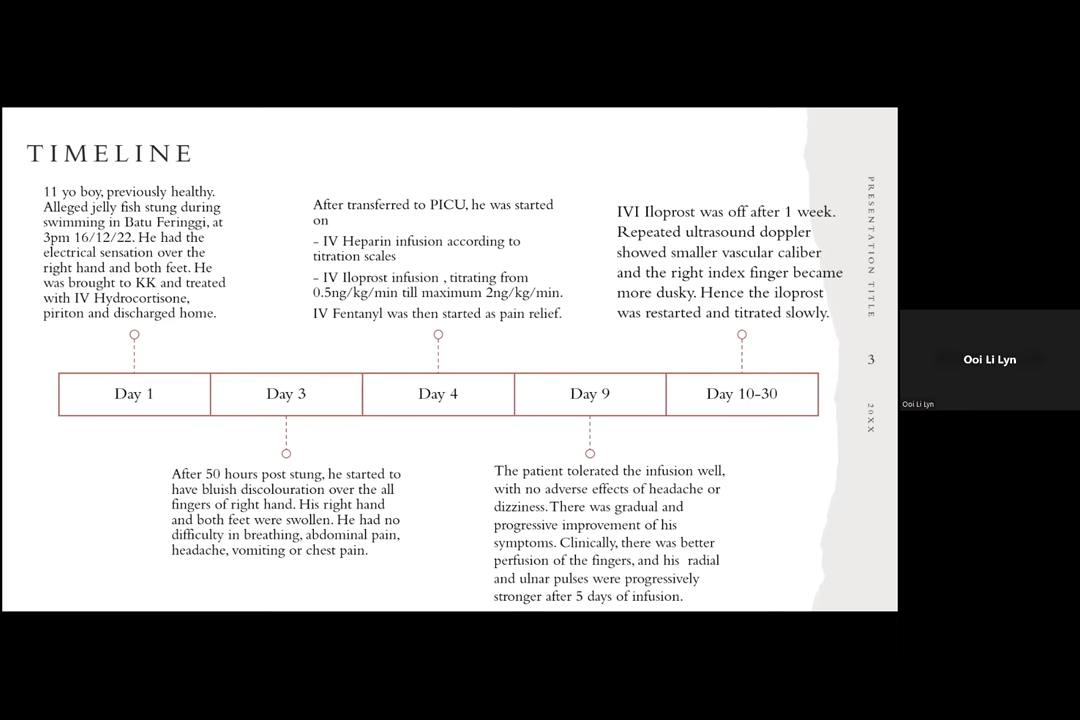 TIMELINE
11 yo boy, previously healthy.
Alleged jelly fish stung during
swimming in Batu Feringgi, at
3pm 16/12/22. He had the
electrical sensation over the
right hand and both feet. He
was brought to KK and treated
with IV Hydrocortisone,
piriton and discharged home.
After transferred to PICU, he was started
on
- IV Heparin infusion according to
titration scales
- IV Iloprost infusion , titrating from
0.5ng/kg/min till maximum 2ng/kg/min.
IV Fentanyl was then started as pain relief.
IVI Iloprost was off after 1 week.
Repeated ultrasound doppler
showed smaller vascular caliber
and the right index finger became
more dusky. Hence the iloprost
was restarted and titrated slowly.
Day 1
Day 3
Day 4
Day 9
Day 10-30
After 50 hours post stung, he started to
have bluish discolouration over the all
fingers of right hand. His right hand
and both feet were swollen. He had no
difficulty in breathing, abdominal pain,
headache, vomiting or chest pain.
The patient tolerated the infusion well,
with no adverse effects of headache or
dizziness. There was gradual and
progressive improvement of his
symptoms. Clinically, there was better
perfusion of the fingers, and his radial
and ulnar pulses were progressively
stronger after 5 days of infusion.
PRESENTATION TITLE
3
20XX
Ooi Li Lyn
Ooi Li Lyn